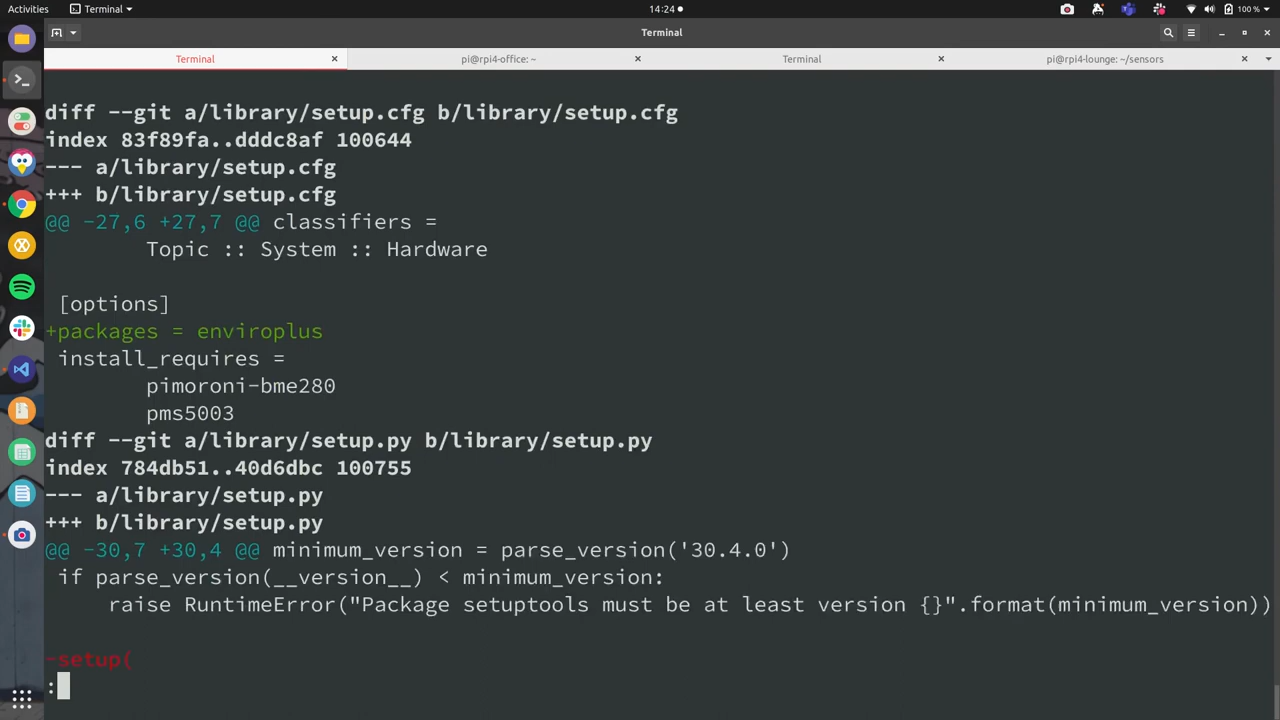 Activities
Terminal
14:24
100 %
Terminal
Terminal
pi@rpi4-office: ~
Terminal
pi@rpi4-lounge: ~/sensors
diff --git a/library/setup.cfg b/library/setup.cfg
index 83f89fa..dddc8af 100644
--- a/library/setup.cfg
+++ b/library/setup.cfg
@@ -27,6 +27,7 @@ classifiers =
        Topic :: System :: Hardware
 [options]
+packages = enviroplus
 install_requires =
        pimoroni-bme280
        pms5003
diff --git a/library/setup.py b/library/setup.py
index 784db51..40d6dbc 100755
--- a/library/setup.py
+++ b/library/setup.py
@@ -30,7 +30,4 @@ minimum_version = parse_version('30.4.0')
 if parse_version(__version__) < minimum_version:
     raise RuntimeError("Package setuptools must be at least version {}".format(minimum_version))
-setup(
: